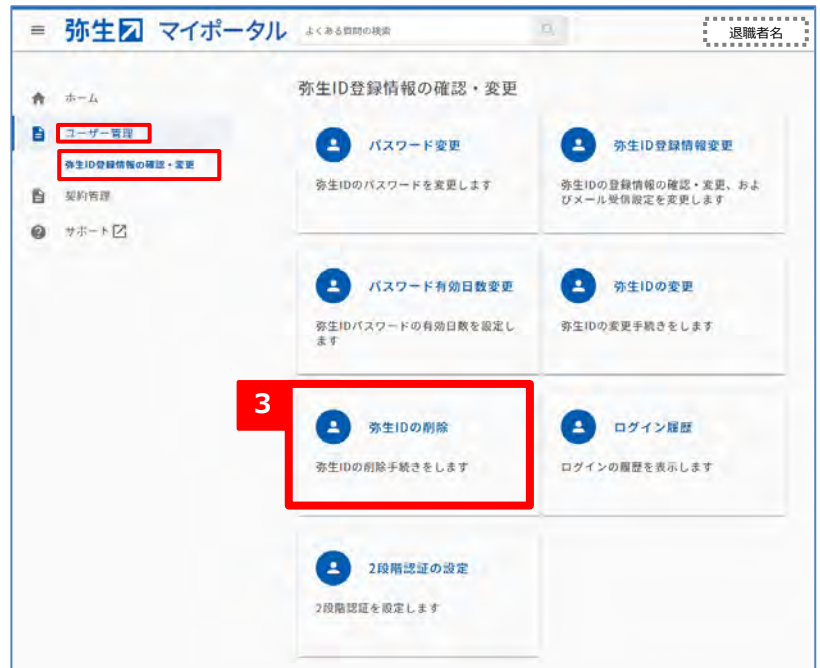 弥生 マイポータル
よくある質問の検索
退職者名
ホーム
ユーザー管理
弥生ID登録情報の確認・変更
契約管理
サポート
弥生ID登録情報の確認・変更
パスワード変更
弥生IDのパスワードを変更します
弥生ID登録情報変更
弥生IDの登録情報の確認・変更、およ
びメール受信設定を変更します
パスワード有効日数変更
弥生IDパスワードの有効日数を設定し
ます
弥生IDの変更
弥生IDの変更手続きをします
3
弥生IDの削除
弥生IDの削除手続きをします
ログイン履歴
ログインの履歴を表示します
2段階認証の設定
2段階認証を設定します